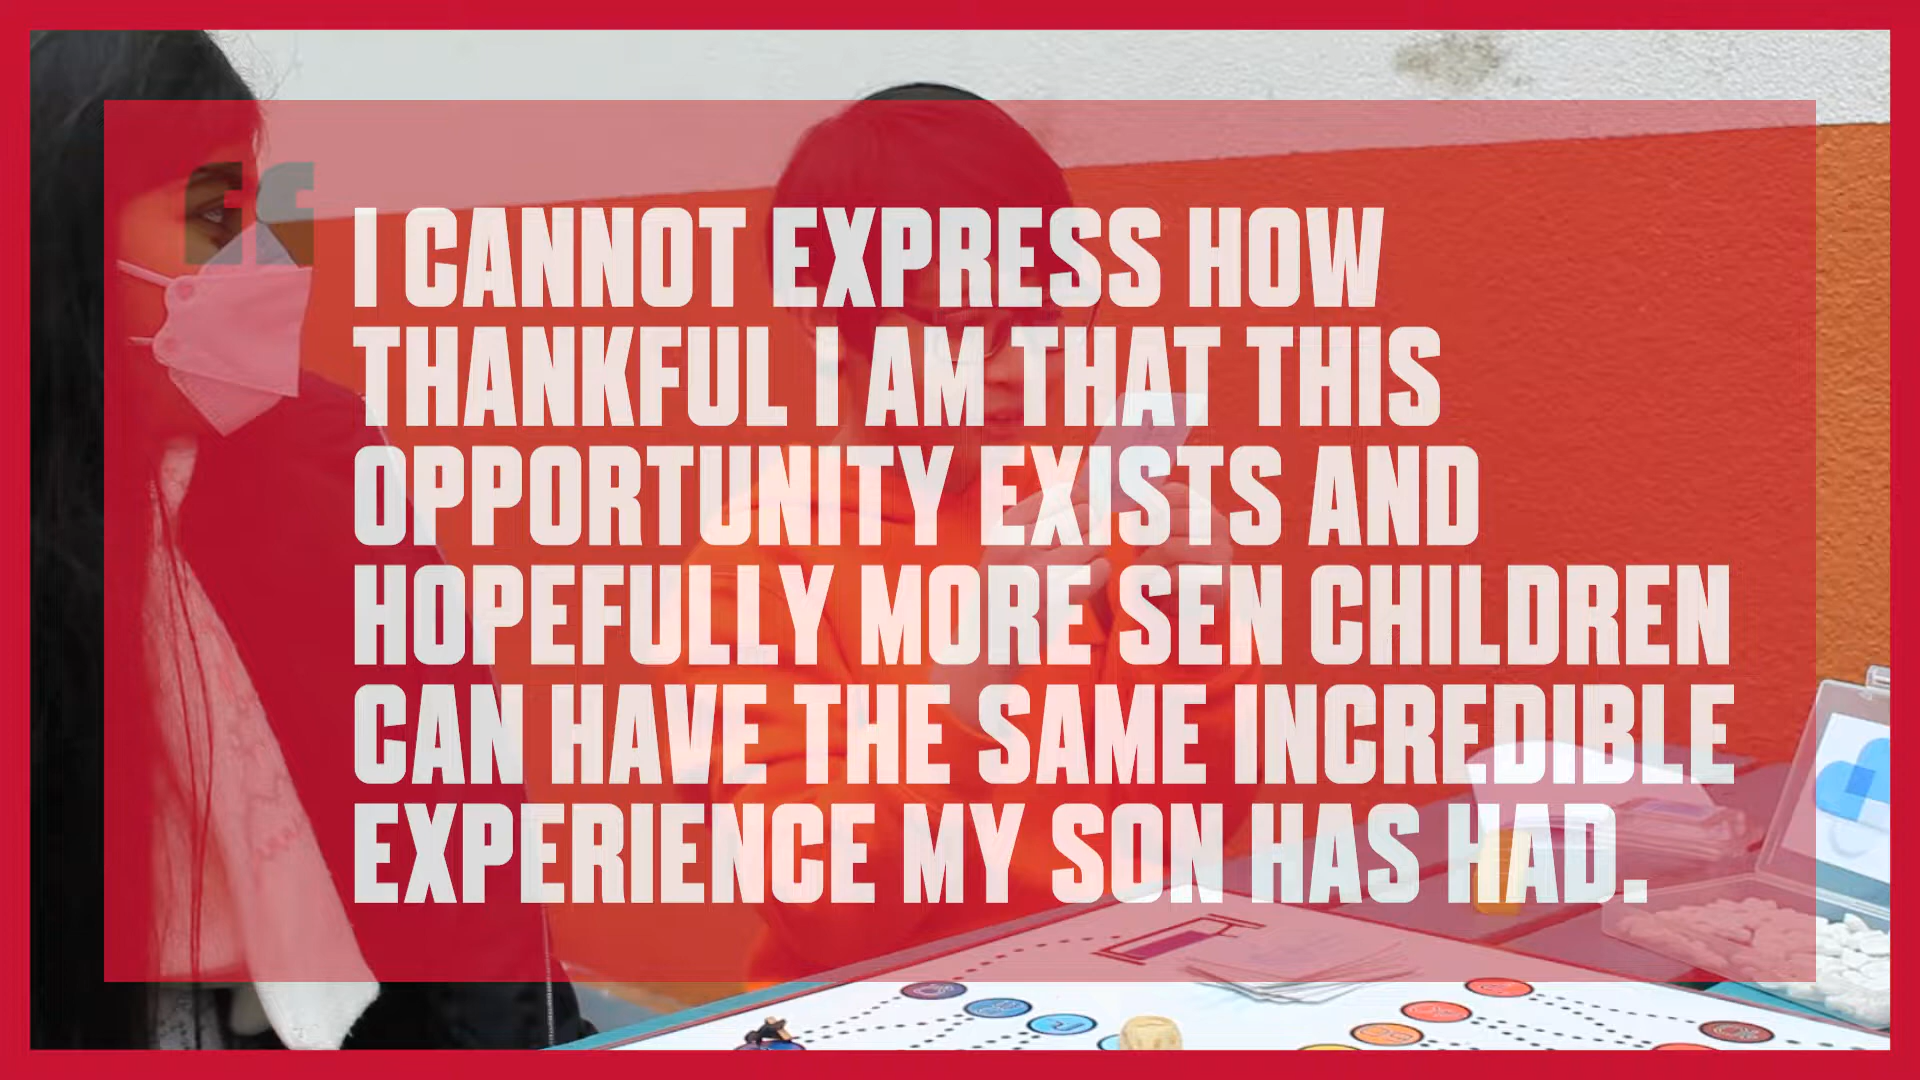 I CANNOT EXPRESS HOW
THANKFUL I AM THAT THIS
OPPORTUNITY EXISTS AND
HOPEFULLY MORE SEN CHILDREN
CAN HAVE THE SAME INCREDIBLE
EXPERIENCE MY SON HAS HAD.